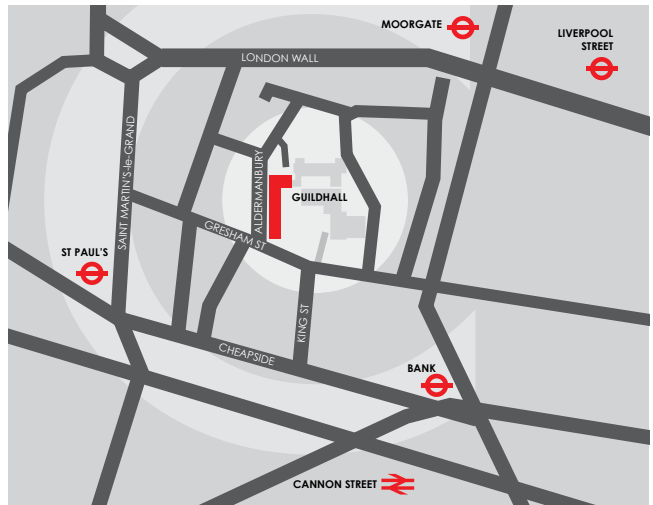 MOORGATE
LIVERPOOL
STREET
LONDON WALL
SAINT MARTIN'S-le-GRAND
ALDERMANBURY
GUILDHALL
GRESHAM ST
ST PAUL'S
KING ST
CHEAPSIDE
BANK
CANNON STREET